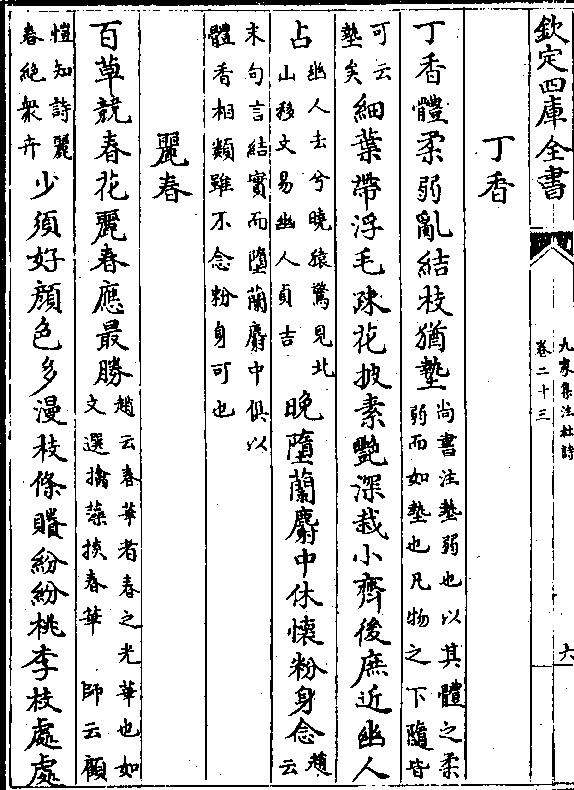 欽定四庫全書
九家集注杜詩
卷二十三
六
丁香
丁香體柔弱亂結枝猶墊尚書注墊弱也以其體之柔
弱而如墊也凡物之下隨皆
可云
墊矣細葉帶浮毛疎花披素艷深栽小齊後庶近幽人
占幽人去兮曉猿驚見北
山移文易幽人貞吉晚墮蘭麝中休懷粉身念趙
云
末句言結實而墮蘭麝中俱以
體香相類雖不念粉身可也
麗春
百草競春花麗春應最勝趙云春華者春之光華也如
文選擒藻掞春華　師云顧
愷知詩麗
春絶衆卉少須好顔色多漫枝條賸紛紛桃李枝處處